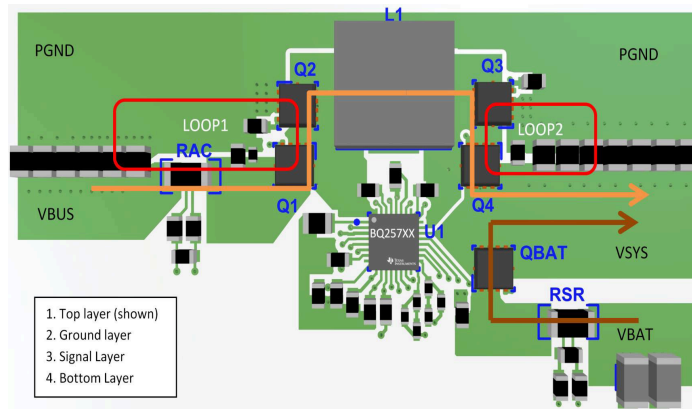 L1
PGND
Q2
Q3
PGND
LOOP1
LOOP2
RAC
Q1
Q4
VBUS
U1
BQ257XX
QBAT
VSYS
RSR
VBAT
1. Top layer (shown)
2. Ground layer
3. Signal Layer
4. Bottom Layer